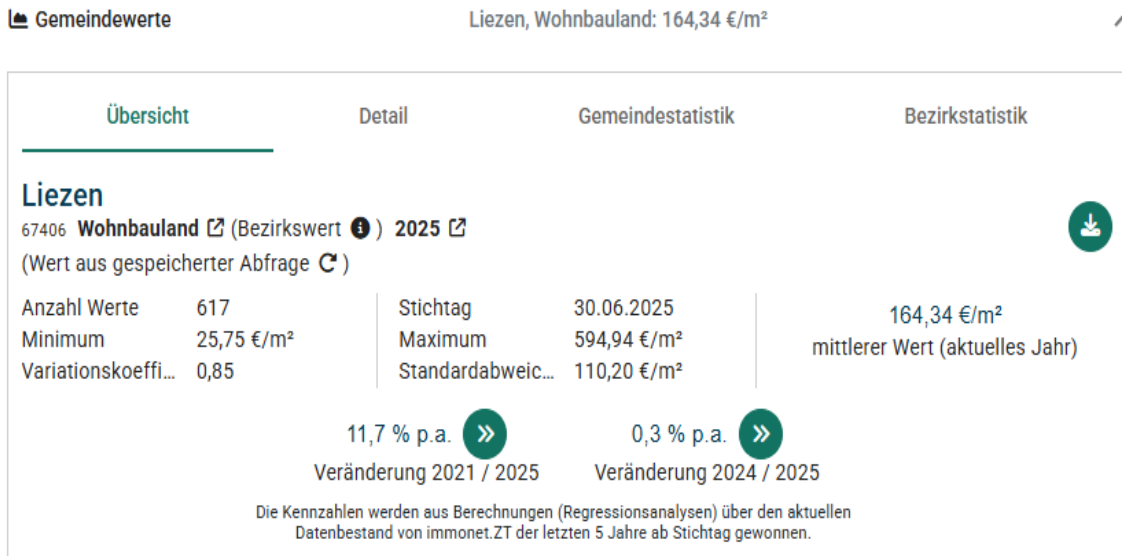 Gemeindewerte Liezen, Wohnbauland: 164,34 €/m²
Übersicht Detail Gemeindestatistik Bezirkstatistik
Liezen
67406 Wohnbauland (Bezirkswert ) 2025
(Wert aus gespeicherter Abfrage )
Anzahl Werte 617 Stichtag 30.06.2025
Minimum 25,75 €/m² Maximum 594,94 €/m²
Variationskoeffi... 0,85 Standardabweic... 110,20 €/m²
164,34 €/m²
mittlerer Wert (aktuelles Jahr)
11,7 % p.a. 0,3 % p.a.
Veränderung 2021 / 2025 Veränderung 2024 / 2025
Die Kennzahlen werden aus Berechnungen (Regressionsanalysen) über den aktuellen
Datenbestand von immonet.ZT der letzten 5 Jahre ab Stichtag gewonnen.